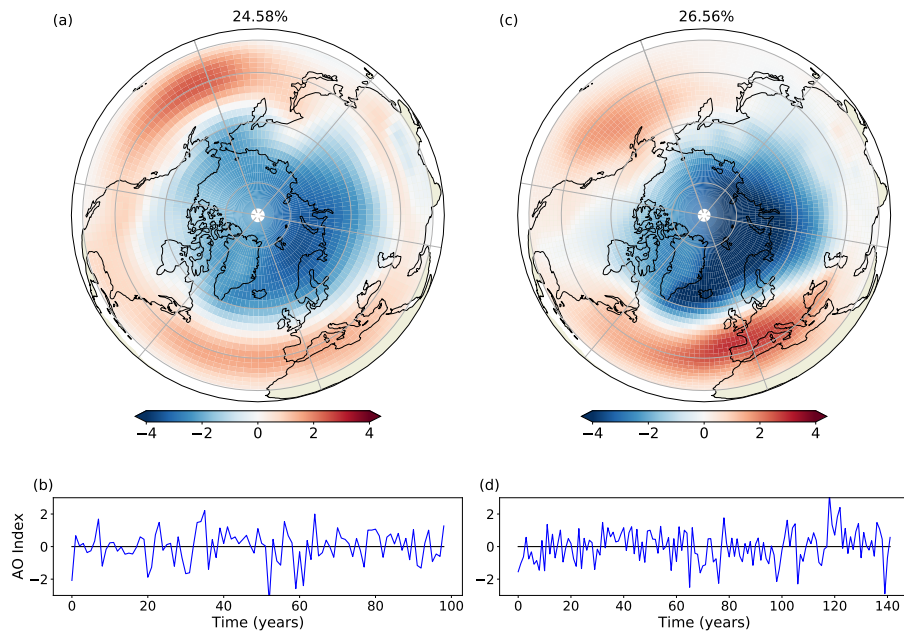 (a)
24.58%
(c)
26.56%
−4 −2 0 2 4
−4 −2 0 2 4
(b)
(d)
AO Index
2
0
−2
0 20 40 60 80 100
Time (years)
2
0
−2
0 20 40 60 80 100 120 140
Time (years)